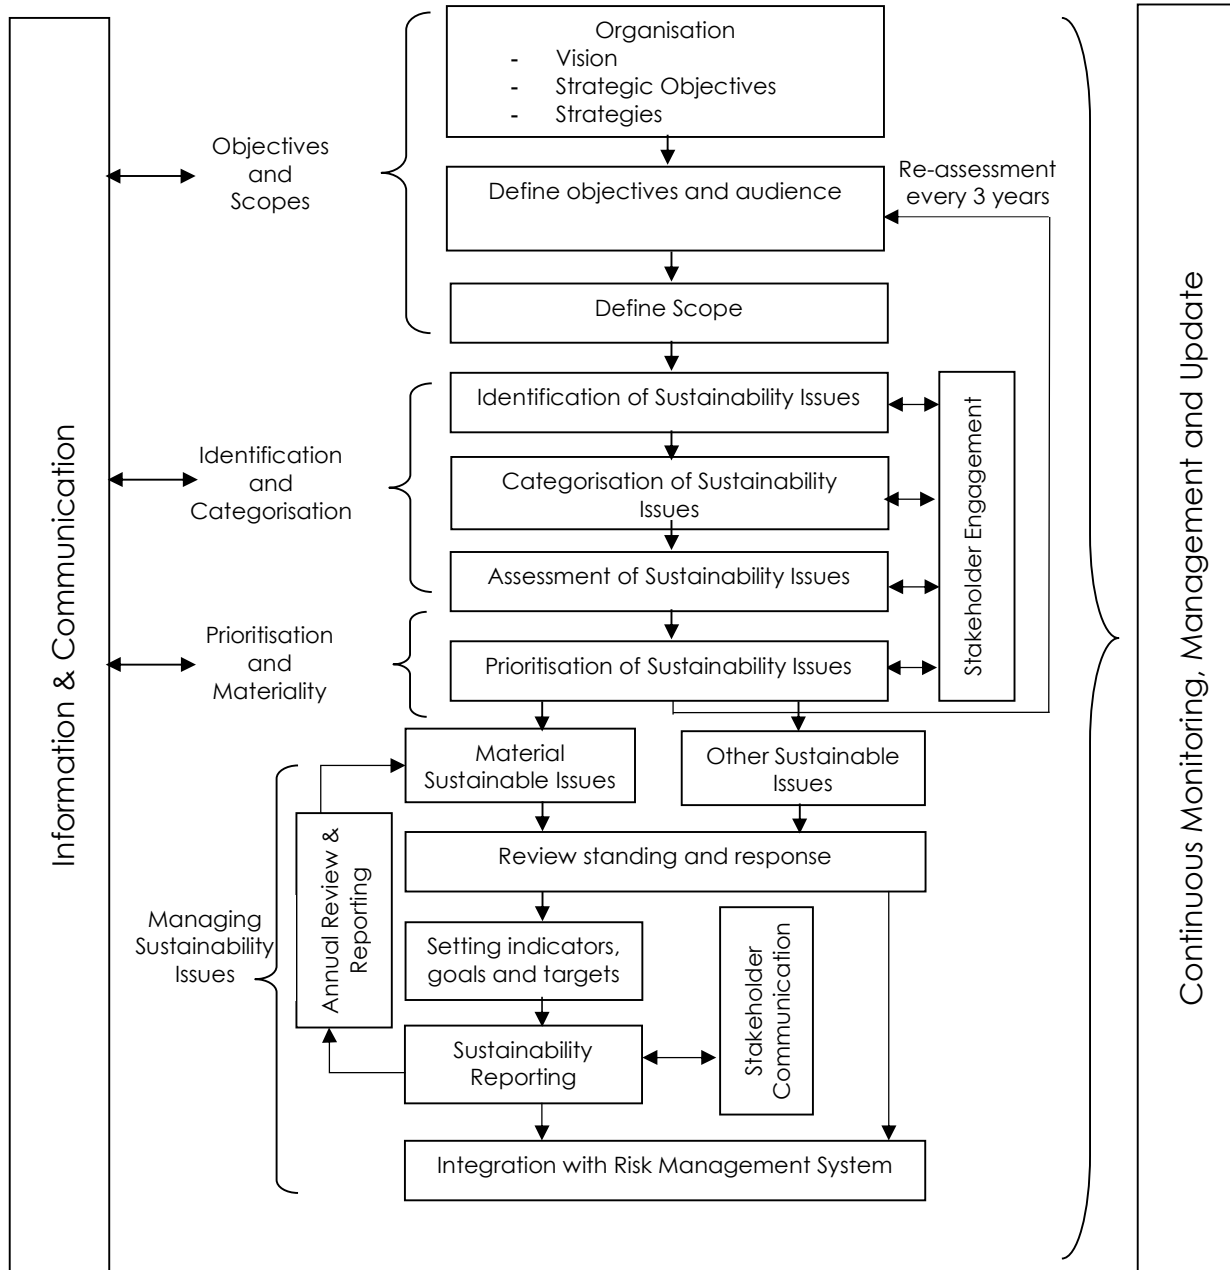 Organisation
- Vision
- Strategic Objectives
- Strategies
Objectives
and
Scopes
Define objectives and audience
Re-assessment
every 3 years
Define Scope
Identification of Sustainability Issues
Identification
and
Categorisation
Categorisation of Sustainability
Issues
Assessment of Sustainability Issues
Stakeholder Engagement
Prioritisation
and
Materiality
Prioritisation of Sustainability Issues
Material
Sustainable Issues
Other Sustainable
Issues
Review standing and response
Annual Review &
Reporting
Managing
Sustainability
Issues
Setting indicators,
goals and targets
Sustainability
Reporting
Stakeholder
Communication
Integration with Risk Management System
Information & Communication
Continuous Monitoring, Management and Update